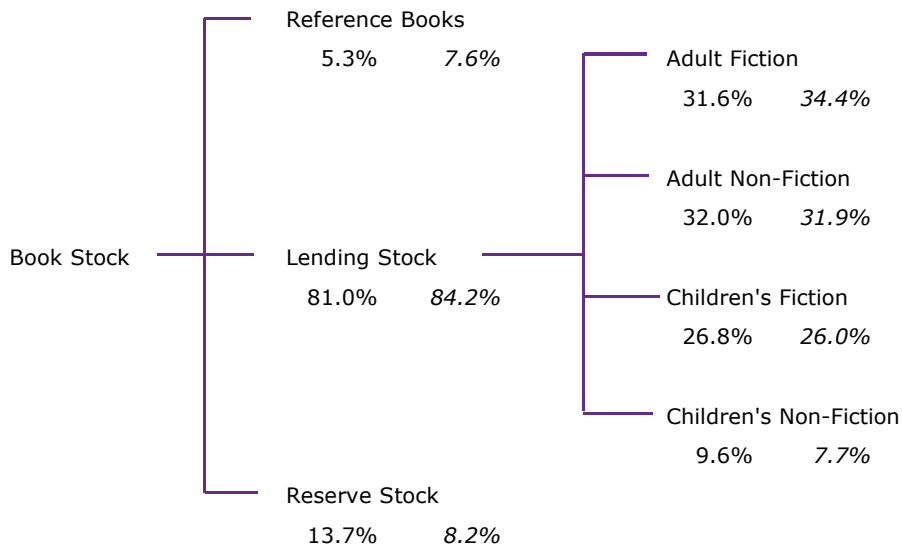 Reference Books
5.3% 7.6%
Adult Fiction
31.6% 34.4%
Adult Non-Fiction
32.0% 31.9%
Book Stock
Lending Stock
81.0% 84.2%
Children's Fiction
26.8% 26.0%
Children's Non-Fiction
9.6% 7.7%
Reserve Stock
13.7% 8.2%